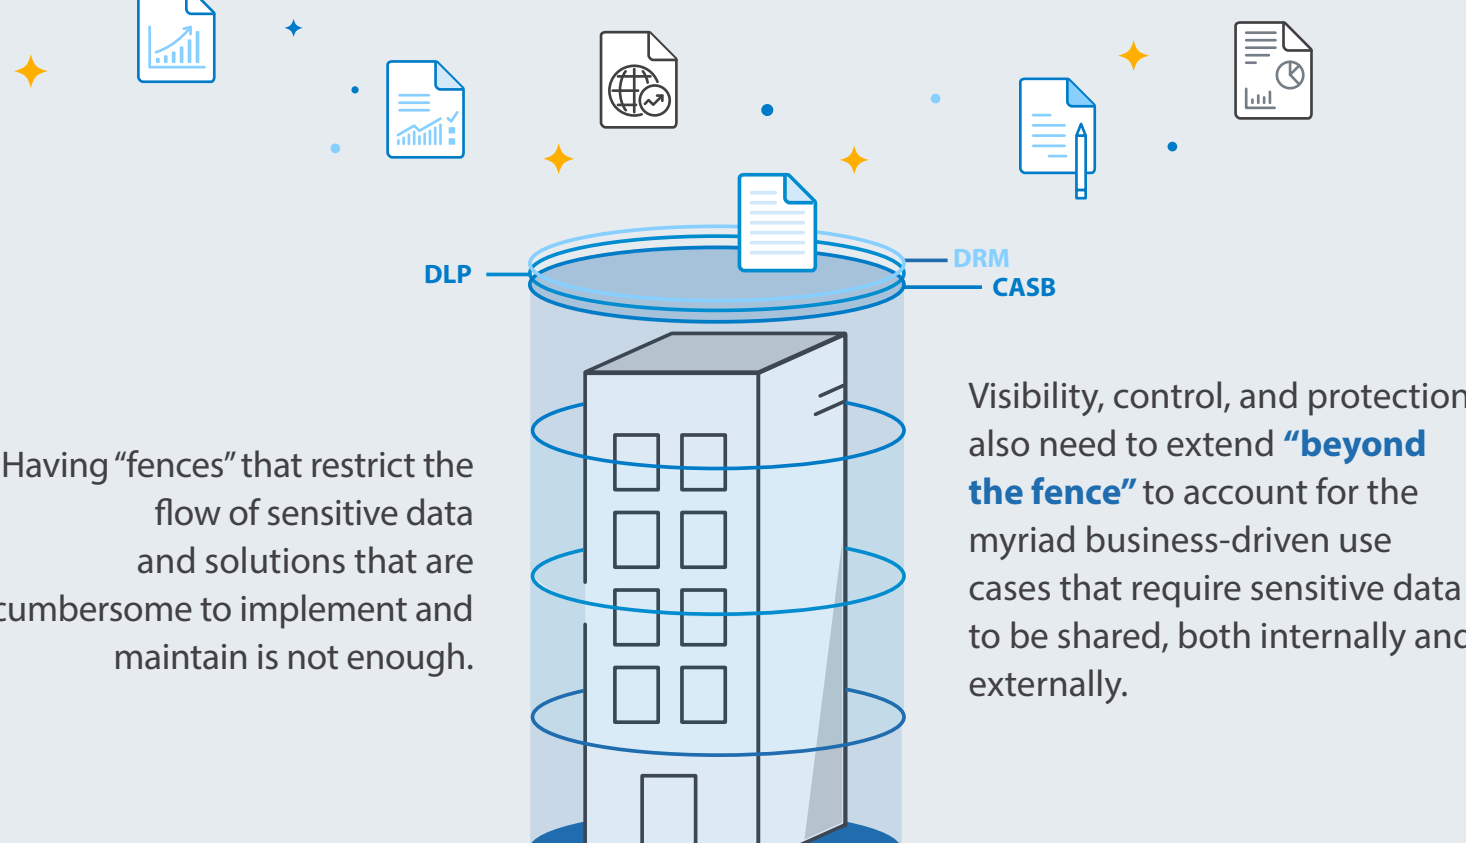 DLP
DRM
CASB
Having “fences” that restrict the
flow of sensitive data
and solutions that are
cumbersome to implement and
maintain is not enough.
Visibility, control, and protection
also need to extend “beyond
the fence” to account for the
myriad business-driven use
cases that require sensitive data
to be shared, both internally and
externally.